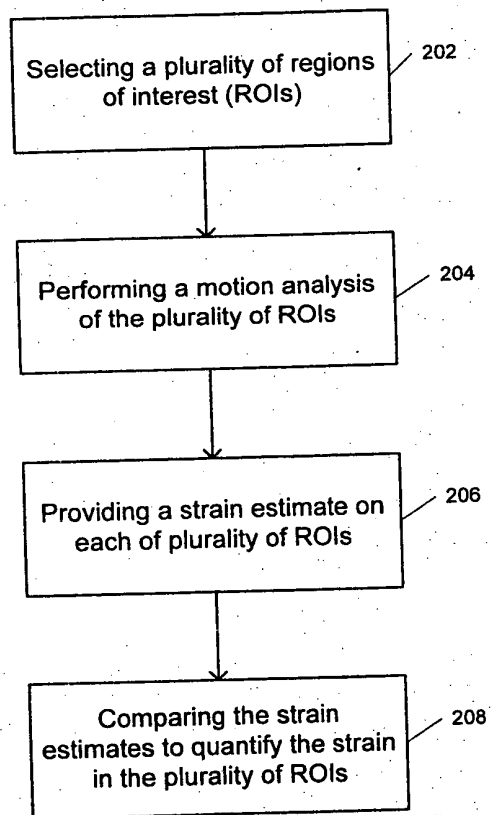 Selecting a plurality of regions
of interest (ROIs)
202
Performing a motion analysis
of the plurality of ROIs
204
Providing a strain estimate on
each of plurality of ROIs
206
Comparing the strain
estimates to quantify the strain
in the plurality of ROIs
208